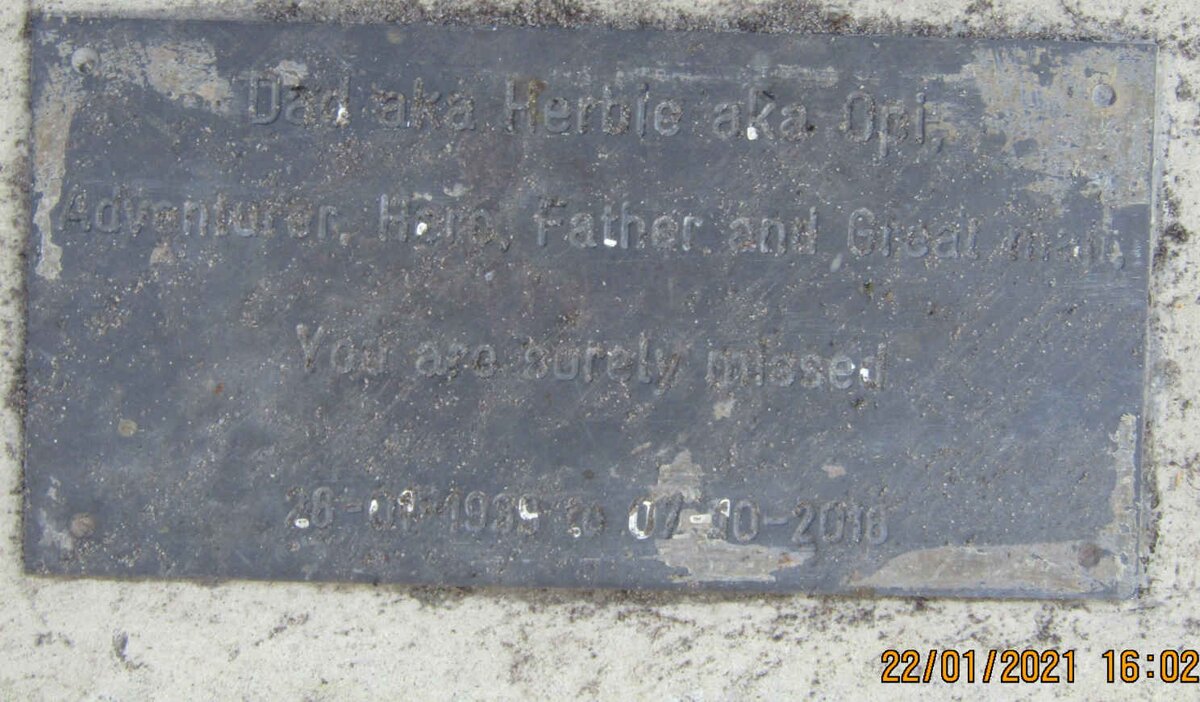 Dad aka Herbie aka Opi,
Adventurer, Hero, Father and Great man,
You are surely missed
to
22/01/2021 16:02